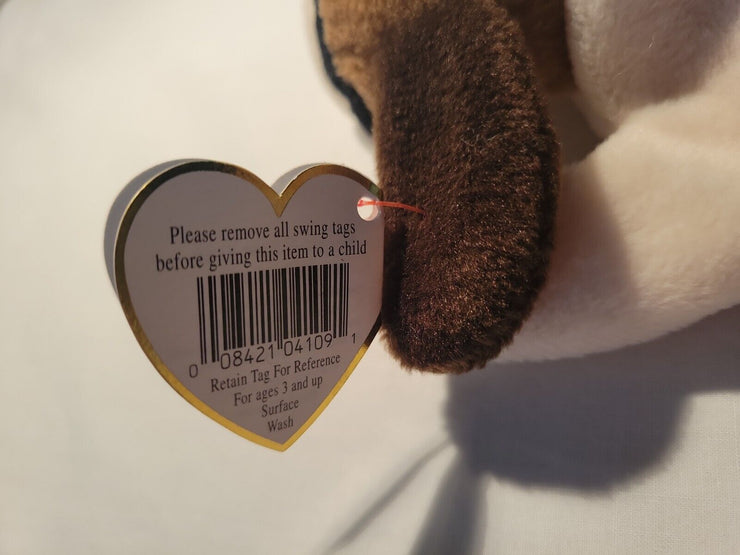 Please remove all swing tags
before giving this item to a child
0 08421 04109 1
Retain Tag For Reference
For ages 3 and up
Surface
Wash